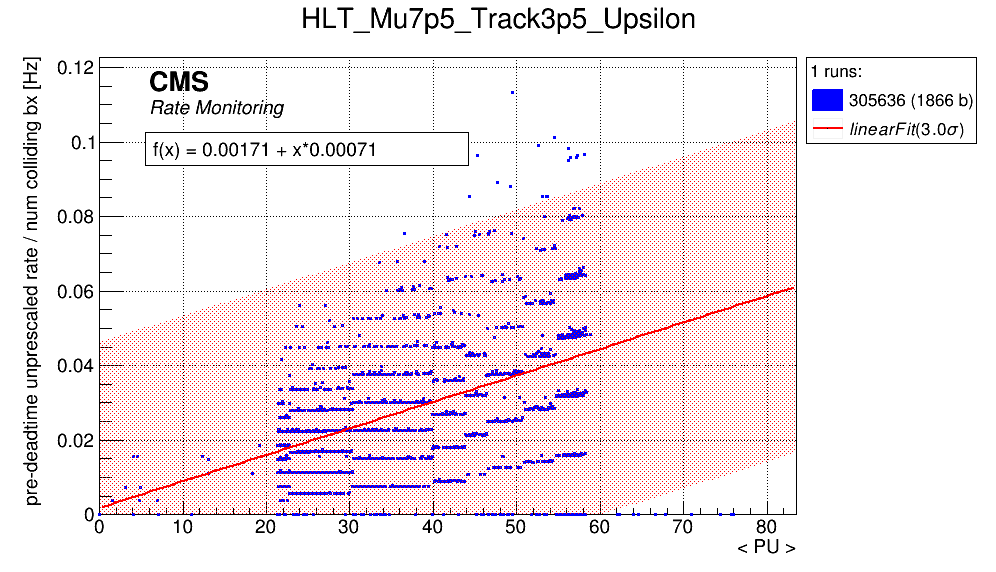 HLT_Mu7p5_Track3p5_Upsilon
pre-deadtime unprescaled rate / num colliding bx [Hz]
0.12
0.1
0.08
0.06
0.04
0.02
0
CMS
Rate Monitoring
f(x) = 0.00171 + x*0.00071
0 10 20 30 40 50 60 70 80
< PU >
1 runs:
305636 (1866 b)
linearFit(3.0σ)